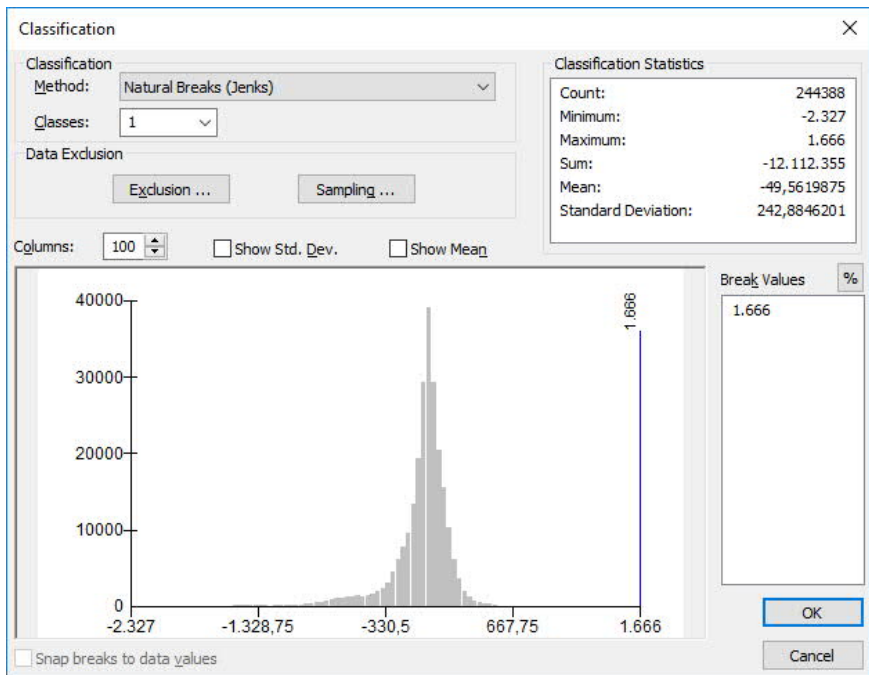 Classification
Classification
Method: Natural Breaks (Jenks)
Classes: 1
Data Exclusion
Exclusion ... Sampling ...
Classification Statistics
Count: 244388
Minimum: -2.327
Maximum: 1.666
Sum: -12.112.355
Mean: -49,5619875
Standard Deviation: 242,8846201
Columns: 100 Show Std. Dev. Show Mean
Break Values %
1.666
1.666
40000
30000
20000
10000
0
-2.327 -1.328,75 -330,5 667,75 1.666
OK
Cancel
Snap breaks to data values